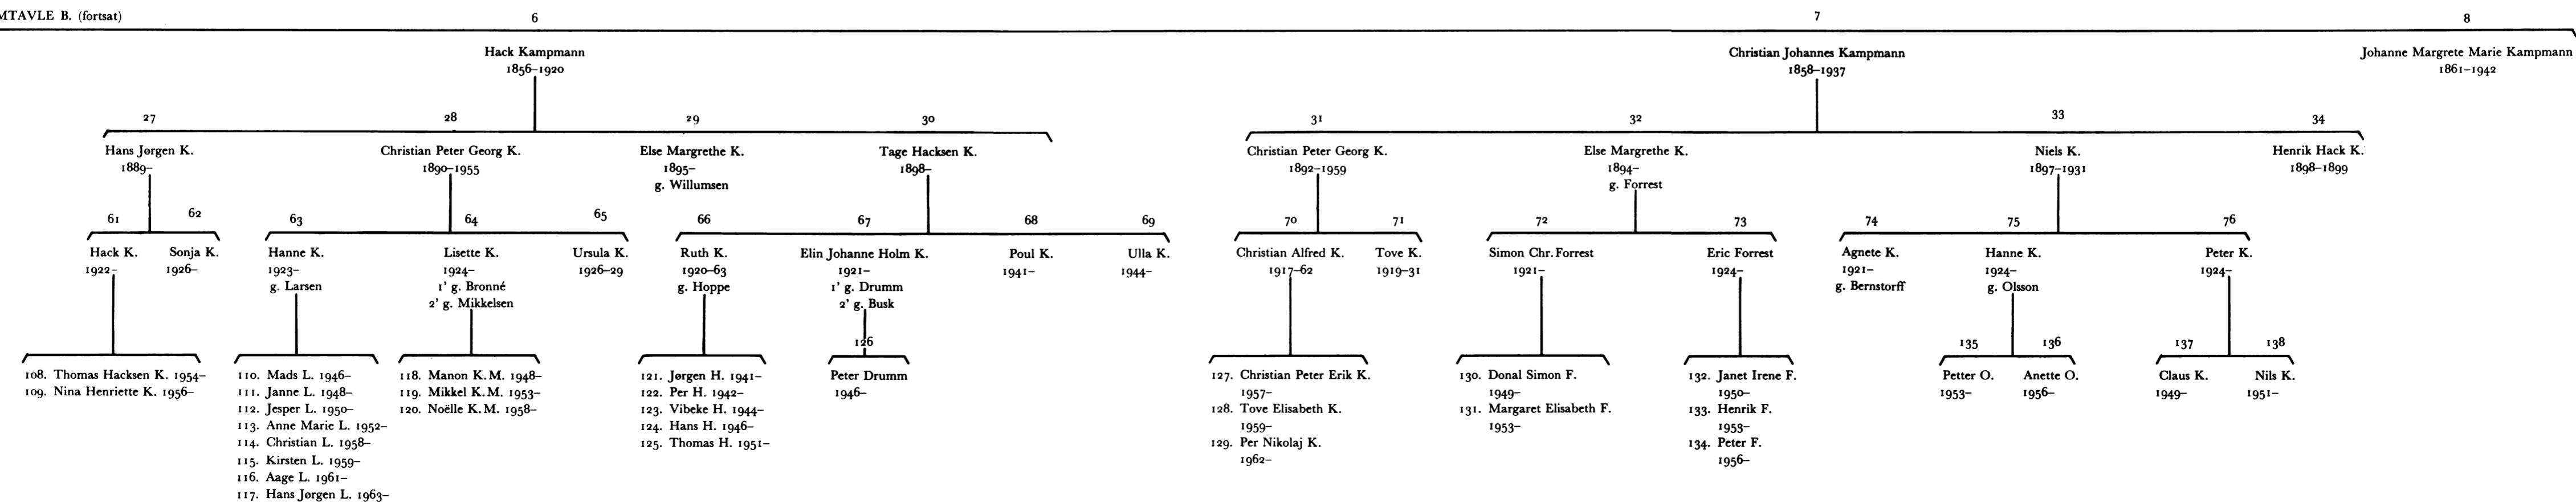 MTAVLE B. (fortsat)
6
7
8
Hack Kampmann
1856–1920
Christian Johannes Kampmann
1858–1937
Johanne Margrete Marie Kampmann
1861–1942
27
28
29
30
31
32
33
34
Hans Jørgen K.
1889–
Christian Peter Georg K.
1890–1955
Else Margrethe K.
1895–
g. Willumsen
Tage Hacksen K.
1898–
Christian Peter Georg K.
1892–1959
Else Margrethe K.
1894–
g. Forrest
Niels K.
1897–1931
Henrik Hack K.
1898–1899
61
62
63
64
65
66
67
68
69
70
71
72
73
74
75
76
Hack K.
1922–
Sonja K.
1926–
Hanne K.
1923–
g. Larsen
Lisette K.
1924–
1' g. Bronné
2' g. Mikkelsen
Ursula K.
1926–29
Ruth K.
1920–63
g. Hoppe
Elin Johanne Holm K.
1921–
1' g. Drumm
2' g. Busk
Poul K.
1941–
Ulla K.
1944–
Christian Alfred K.
1917–62
Tove K.
1919–31
Simon Chr. Forrest
1921–
Eric Forrest
1924–
Agnete K.
1921–
g. Bernstorff
Hanne K.
1924–
g. Olsson
Peter K.
1924–
108. Thomas Hacksen K. 1954–
109. Nina Henriette K. 1956–
110. Mads L. 1946–
111. Janne L. 1948–
112. Jesper L. 1950–
113. Anne Marie L. 1952–
114. Christian L. 1958–
115. Kirsten L. 1959–
116. Aage L. 1961–
117. Hans Jørgen L. 1963–
118. Manon K. M. 1948–
119. Mikkel K. M. 1953–
120. Noëlle K. M. 1958–
121. Jørgen H. 1941–
122. Per H. 1942–
123. Vibeke H. 1944–
124. Hans H. 1946–
125. Thomas H. 1951–
126
Peter Drumm
1946–
127. Christian Peter Erik K.
1957–
128. Tove Elisabeth K.
1959–
129. Per Nikolaj K.
1962–
130. Donal Simon F.
1949–
131. Margaret Elisabeth F.
1953–
132. Janet Irene F.
1950–
133. Henrik F.
1953–
134. Peter F.
1956–
135
136
Petter O.
1953–
Anette O.
1956–
137
138
Claus K.
1949–
Nils K.
1951–